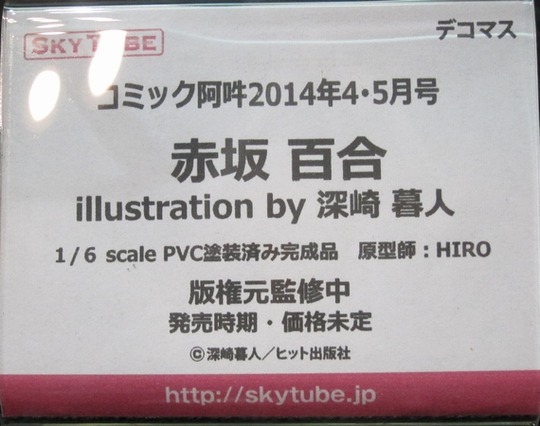 SKYTUBE
デコマス
コミック阿吽2014年4・5月号
赤坂 百合
illustration by 深崎 暮人
1/6 scale PVC塗装済み完成品 原型師：HIRO
版権元監修中
発売時期・価格未定
©深崎暮人／ヒット出版社
http://skytube.jp